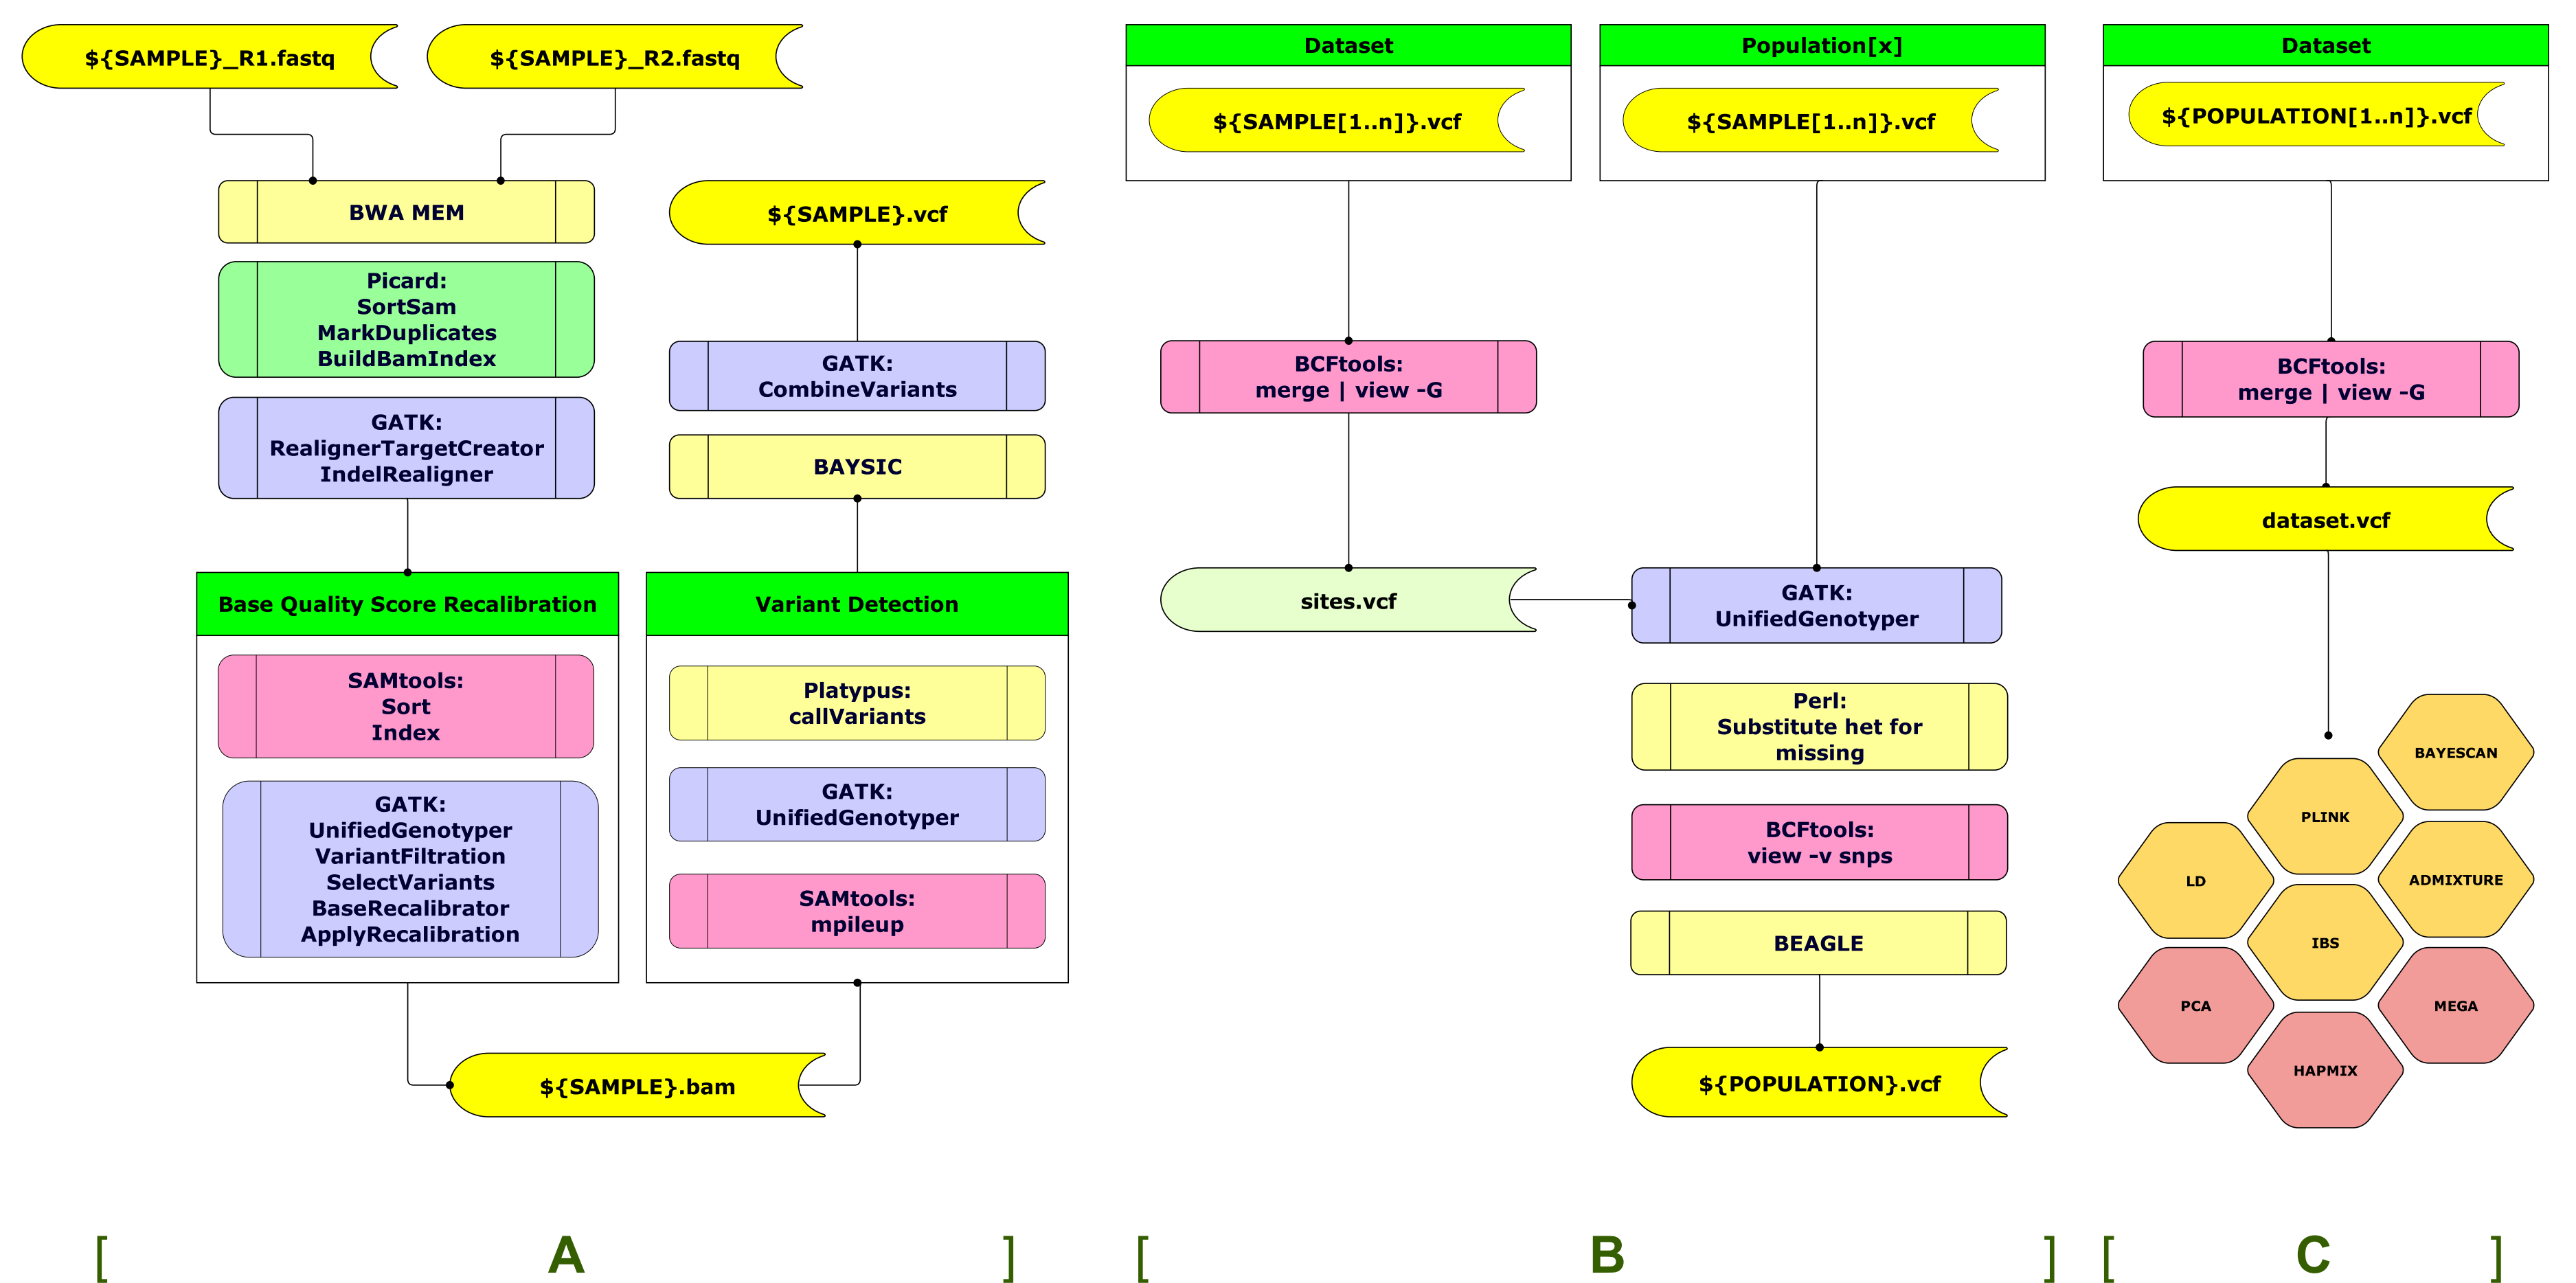 ${SAMPLE}_R1.fastq
${SAMPLE}_R2.fastq
BWA MEM
Picard:
SortSam
MarkDuplicates
BuildBamIndex
GATK:
RealignerTargetCreator
IndelRealigner
Base Quality Score Recalibration
SAMtools:
Sort
Index
GATK:
UnifiedGenotyper
VariantFiltration
SelectVariants
BaseRecalibrator
ApplyRecalibration
${SAMPLE}.bam
${SAMPLE}.vcf
GATK:
CombineVariants
BAYSIC
Variant Detection
Platypus:
callVariants
GATK:
UnifiedGenotyper
SAMtools:
mpileup
[ A ]
Dataset
${SAMPLE[1..n]}.vcf
BCFtools:
merge | view -G
sites.vcf
Population[x]
${SAMPLE[1..n]}.vcf
GATK:
UnifiedGenotyper
Perl:
Substitute het for
missing
BCFtools:
view -v snps
BEAGLE
${POPULATION}.vcf
[ B ]
Dataset
${POPULATION[1..n]}.vcf
BCFtools:
merge | view -G
dataset.vcf
BAYESCAN
PLINK
LD
ADMIXTURE
IBS
PCA
MEGA
HAPMIX
[ C ]